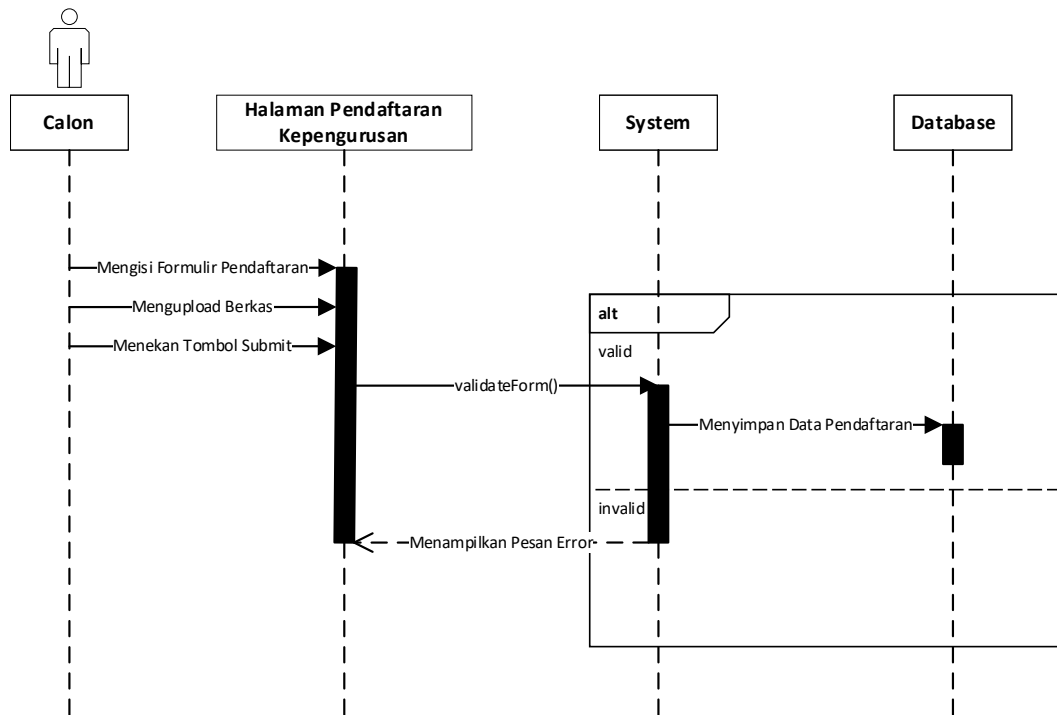 Calon
Halaman Pendaftaran
Kepengurusan
System
Database
Mengisi Formulir Pendaftaran
Mengupload Berkas
alt
Menekan Tombol Submit
valid
validateForm()
Menyimpan Data Pendaftaran
invalid
Menampilkan Pesan Error